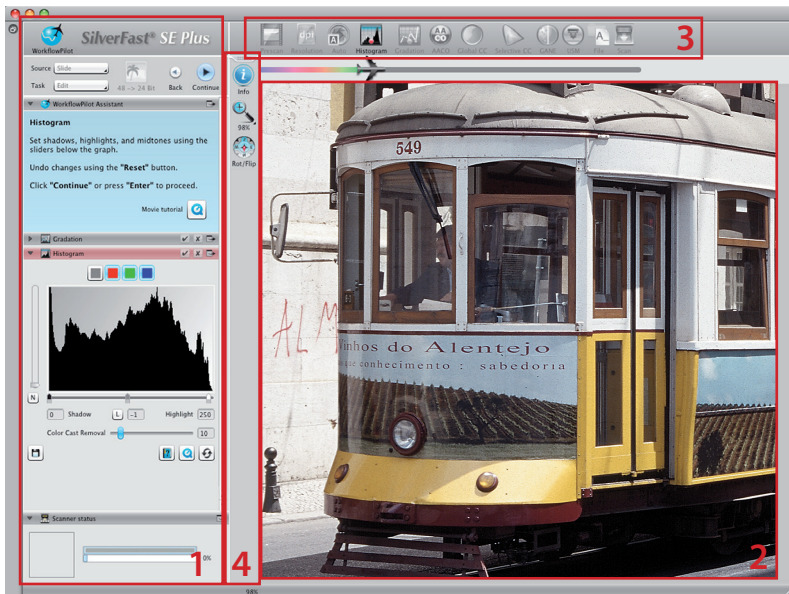 SilverFast® SE Plus
WorkflowPilot
Prescan Resolution Auto Histogram Gradation AACO Global CC Selective CC GANE USM File Scan
3
Source Slide
Task Edit
48 -> 24 Bit
Back
Continue
4
Info
98%
Rot/Flip
WorkflowPilot Assistant
Histogram
Set shadows, highlights, and midtones using the
sliders below the graph.
Undo changes using the "Reset" button.
Click "Continue" or press "Enter" to proceed.
Movie tutorial
Gradation
Histogram
N
0 Shadow L -1 Highlight 250
Color Cast Removal 10
Scanner status
0%
1
98%
549
AL M
Vinhos do Alentejo
conhecimento : sabedoria
2